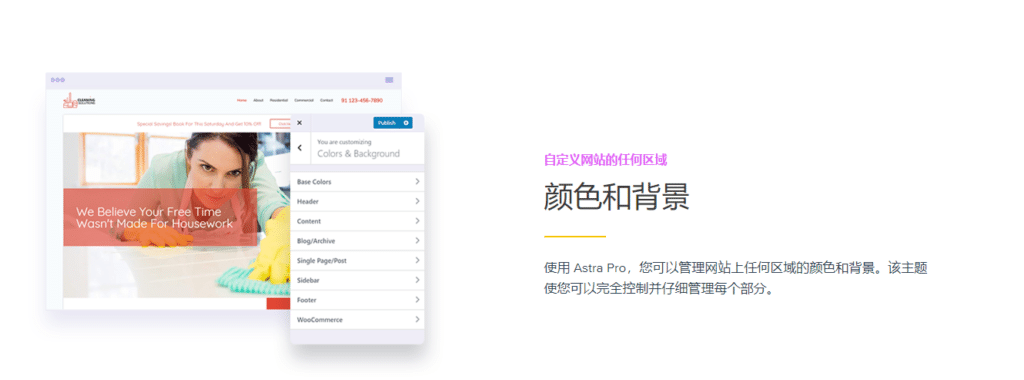 CLEANING
Home About Residential Commercial Contact 91 123-456-7890
Special Savings! Book For This Saturday And Get 10% Off!
We Believe Your Free Time
Wasn't Made For Housework
Publish
You are customizing
Colors & Background
Base Colors
Header
Content
Blog/Archive
Single Page/Post
Sidebar
Footer
WooCommerce
自定义网站的任何区域
颜色和背景
使用 Astra Pro，您可以管理网站上任何区域的颜色和背景。该主题
使您可以完全控制并仔细管理每个部分。